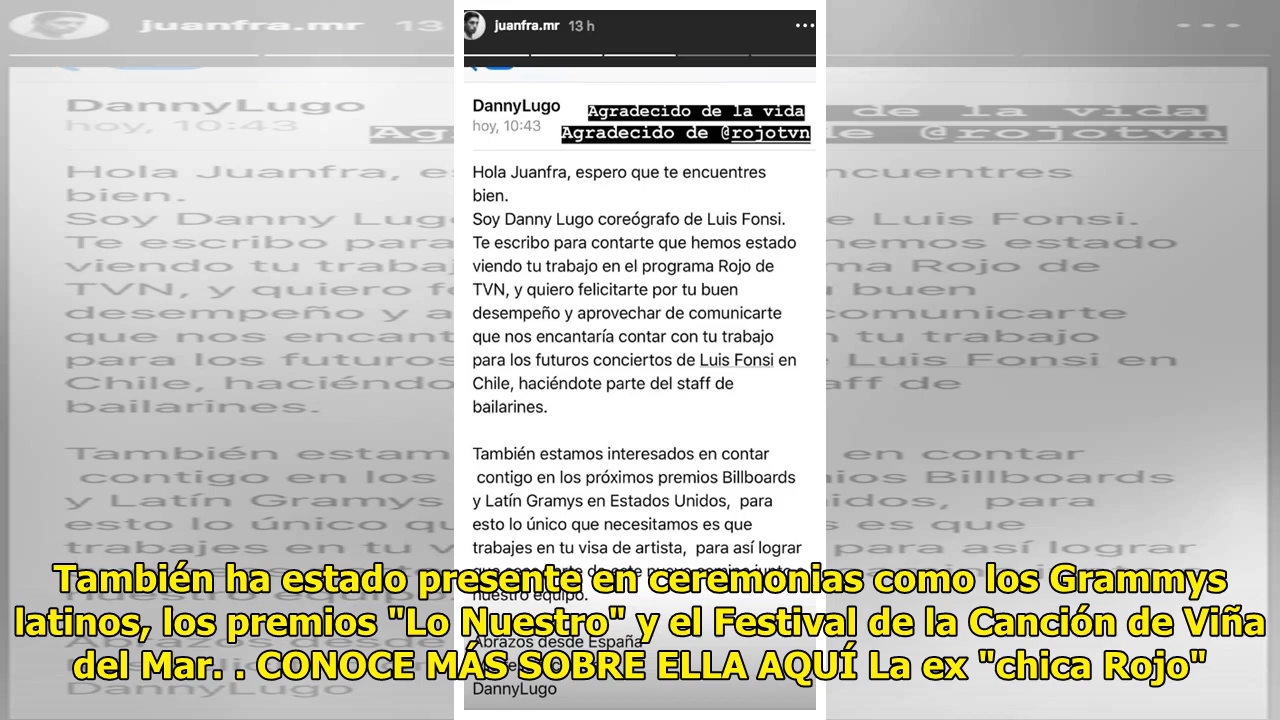 juanfra.mr 13 h
DannyLugo
hoy, 10:43
Agradecido de la vida
Agradecido de @rojotvn
Hola Juanfra, espero que te encuentres
bien.
Soy Danny Lugo coreógrafo de Luis Fonsi.
Te escribo para contarte que hemos estado
viendo tu trabajo en el programa Rojo de
TVN, y quiero felicitarte por tu buen
desempeño y aprovechar de comunicarte
que nos encantaría contar con tu trabajo
para los futuros conciertos de Luis Fonsi en
Chile, haciéndote parte del staff de
bailarines.
También estamos interesados en contar
contigo en los próximos premios Billboards
y Latín Gramys en Estados Unidos, para
esto lo único que necesitamos es que
trabajes en tu visa de artista, para así lograr
nuestro equipo.
Abrazos desde España
DannyLugo
También ha estado presente en ceremonias como los Grammys
latinos, los premios "Lo Nuestro" y el Festival de la Canción de Viña
del Mar. . CONOCE MÁS SOBRE ELLA AQUÍ La ex "chica Rojo"